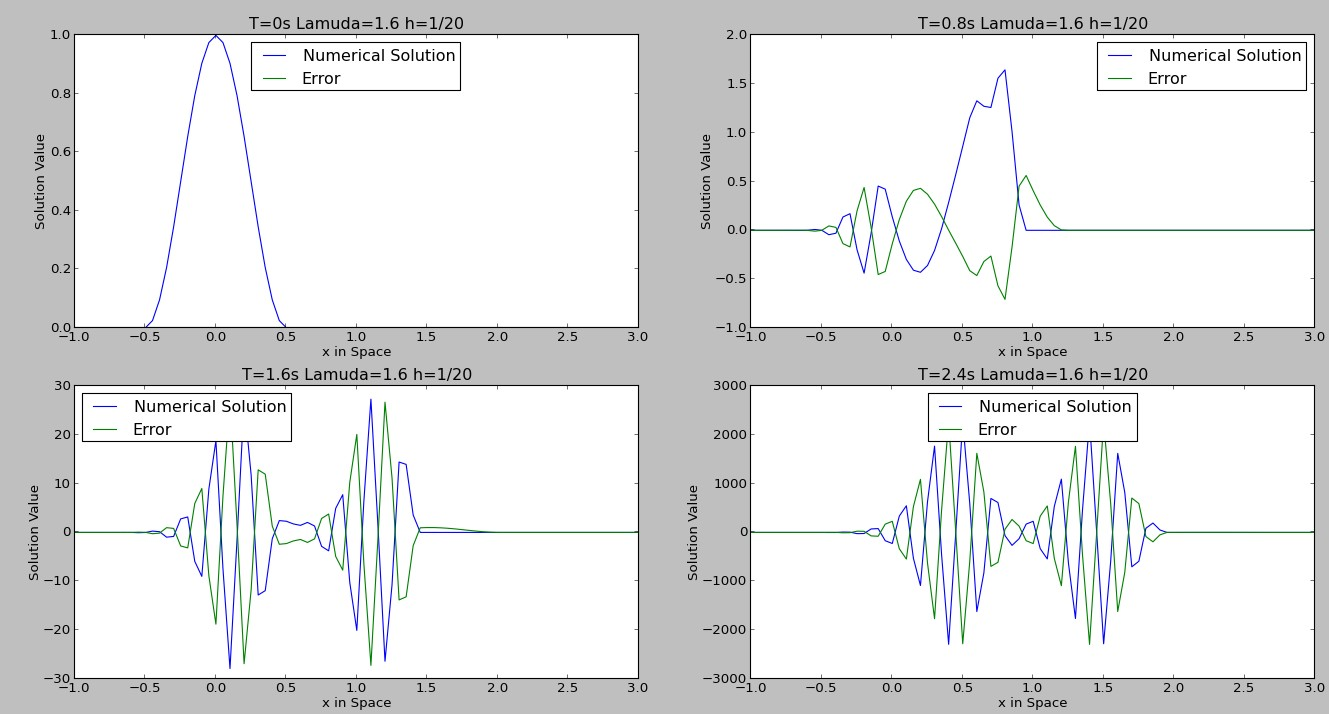 T=0s Lamuda=1.6 h=1/20
1.0
0.8
0.6
0.4
0.2
0.0
Solution Value
Numerical Solution
Error
−1.0 −0.5 0.0 0.5 1.0 1.5 2.0 2.5 3.0
x in Space
T=0.8s Lamuda=1.6 h=1/20
2.0
1.5
1.0
0.5
0.0
−0.5
−1.0
Solution Value
Numerical Solution
Error
−1.0 −0.5 0.0 0.5 1.0 1.5 2.0 2.5 3.0
x in Space
T=1.6s Lamuda=1.6 h=1/20
30
20
10
0
−10
−20
−30
Solution Value
Numerical Solution
Error
−1.0 −0.5 0.0 0.5 1.0 1.5 2.0 2.5 3.0
x in Space
T=2.4s Lamuda=1.6 h=1/20
3000
2000
1000
0
−1000
−2000
−3000
Solution Value
Numerical Solution
Error
−1.0 −0.5 0.0 0.5 1.0 1.5 2.0 2.5 3.0
x in Space